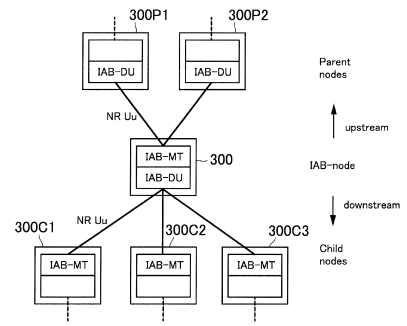 300P1 300P2
IAB-DU IAB-DU
Parent
nodes
NR Uu
upstream
IAB-MT
300
IAB-DU
IAB-node
downstream
NR Uu
300C1 300C2 300C3
IAB-MT IAB-MT IAB-MT
Child
nodes